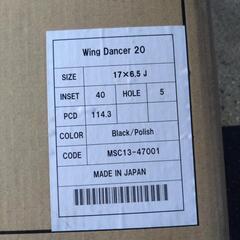 Wing Dancer 20
SIZE 17×6.5 J
INSET 40 HOLE 5
PCD 114.3
COLOR Black/Polish
CODE MSC13-47001
MADE IN JAPAN